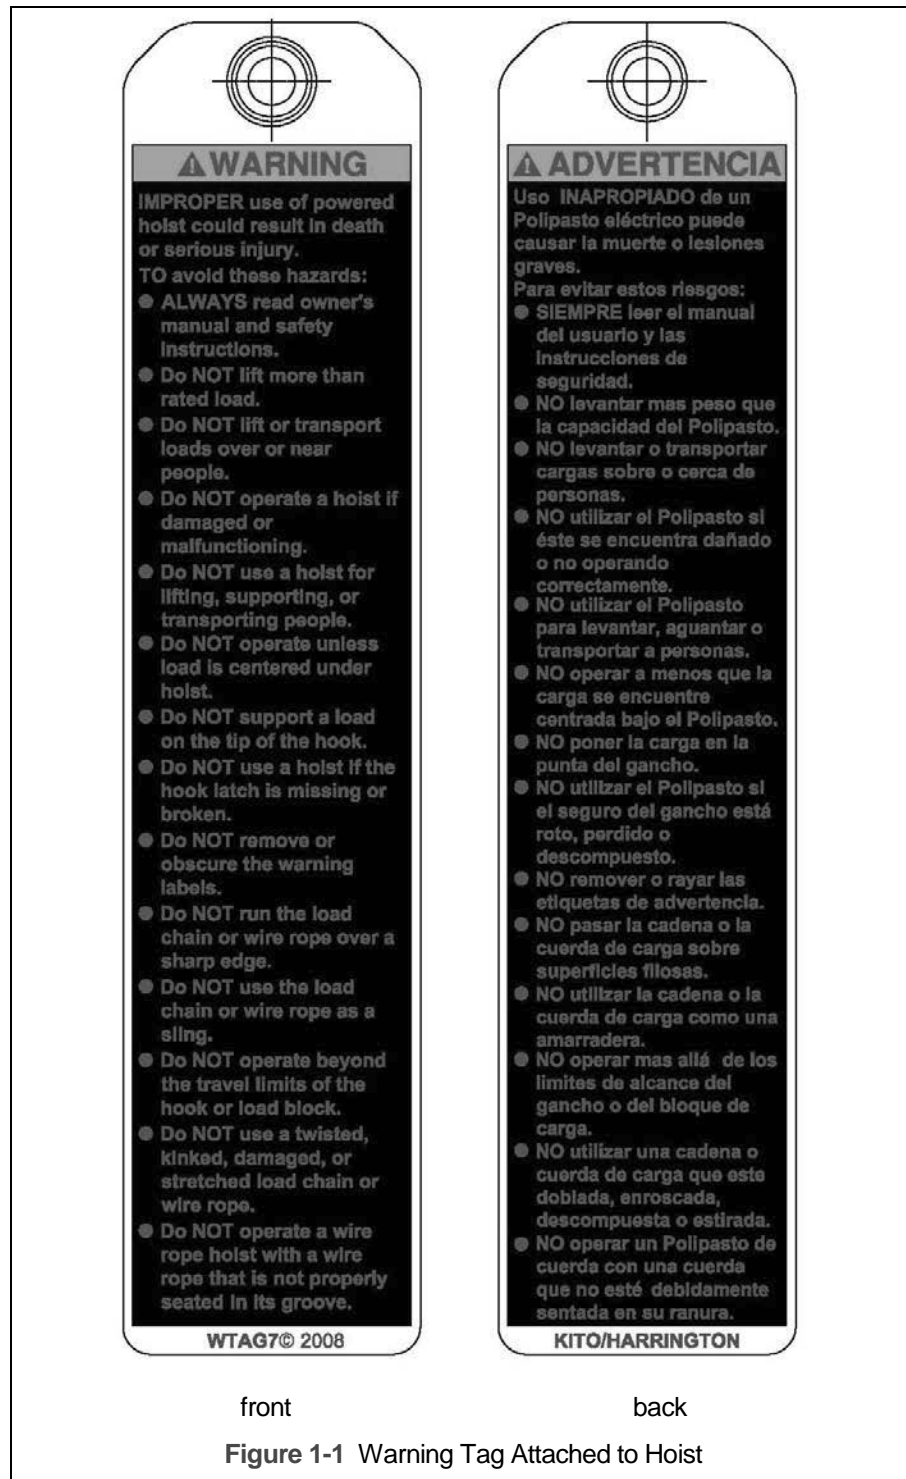 WARNING
IMPROPER use of powered
hoist could result in death
or serious injury.
TO avoid these hazards:
● ALWAYS read owner's
manual and safety
instructions.
● Do NOT lift more than
rated load.
● Do NOT lift or transport
loads over or near
people.
● Do NOT operate a hoist if
damaged or
malfunctioning.
● Do NOT use a hoist for
lifting, supporting, or
transporting people.
● Do NOT operate unless
load is centered under
hoist.
● Do NOT support a load
on the tip of the hook.
● Do NOT use a hoist if the
hook latch is missing or
broken.
● Do NOT remove or
obscure the warning
labels.
● Do NOT run the load
chain or wire rope over a
sharp edge.
● Do NOT use the load
chain or wire rope as a
sling.
● Do NOT operate beyond
the travel limits of the
hook or load block.
● Do NOT use a twisted,
kinked, damaged, or
stretched load chain or
wire rope.
● Do NOT operate a wire
rope hoist with a wire
rope that is not properly
seated in its groove.
WTAG7© 2008
front
ADVERTENCIA
Uso INAPROPIADO de un
Polipasto eléctrico puede
causar la muerte o lesiones
graves.
Para evitar estos riesgos:
● SIEMPRE leer el manual
del usuario y las
instrucciones de
seguridad.
● NO levantar mas peso que
la capacidad del Polipasto.
● NO levantar o transportar
cargas sobre o cerca de
personas.
● NO utilizar el Polipasto si
éste se encuentra dañado
o no operando
correctamente.
● NO utilizar el Polipasto
para levantar, aguantar o
transportar a personas.
● NO operar a menos que la
carga se encuentre
centrada bajo el Polipasto.
● NO poner la carga en la
punta del gancho.
● NO utilizar el Polipasto si
el seguro del gancho está
roto, perdido o
descompuesto.
● NO remover o rayar las
etiquetas de advertencia.
● NO pasar la cadena o la
cuerda de carga sobre
superficies filosas.
● NO utilizar la cadena o la
cuerda de carga como una
amarradera.
● NO operar mas allá de los
limites de alcance del
gancho o del bloque de
carga.
● NO utilizar una cadena o
cuerda de carga que este
doblada, enroscada,
descompuesta o estirada.
● NO operar un Polipasto de
cuerda con una cuerda
que no esté debidamente
sentada en su ranura.
KITO/HARRINGTON
back
Figure 1-1 Warning Tag Attached to Hoist